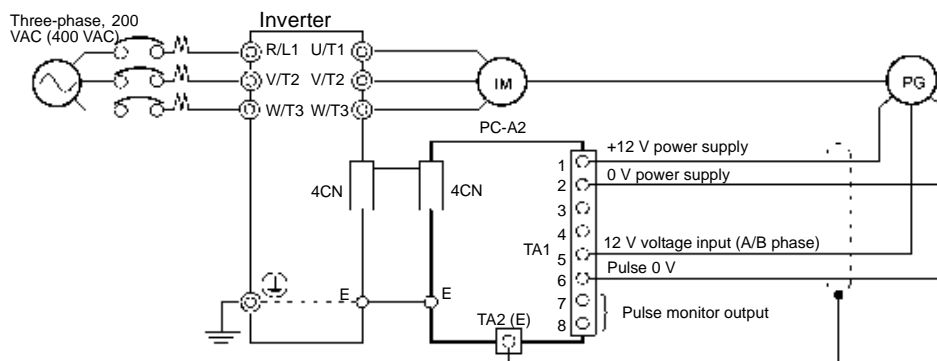 Three-phase, 200
VAC (400 VAC)
Inverter
R/L1 U/T1
V/T2 V/T2
W/T3 W/T3
IM
PG
PC-A2
4CN
4CN
1
2
3
4
5
6
7
8
TA1
+12 V power supply
0 V power supply
12 V voltage input (A/B phase)
Pulse 0 V
Pulse monitor output
E
E
TA2 (E)